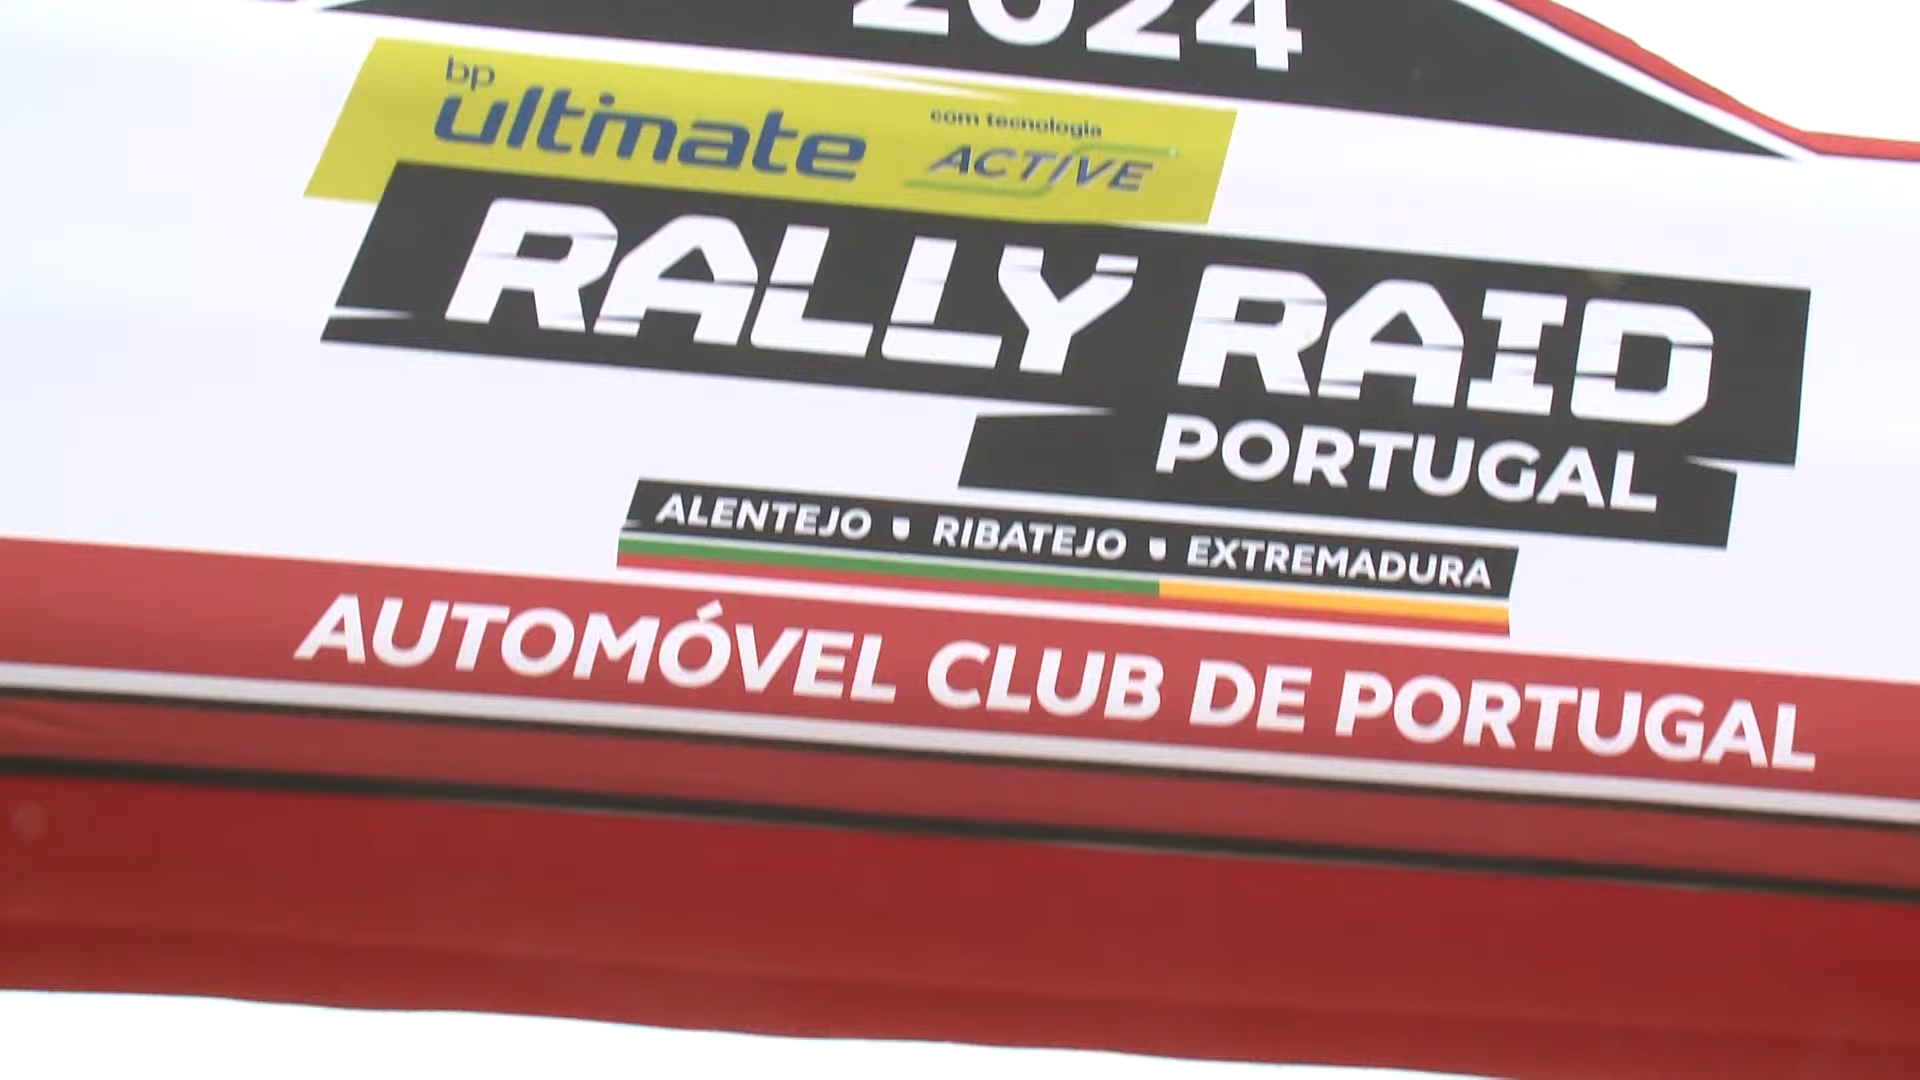 2024
bp
ultimate
com tecnologia
ACTIVE
RALLY RAID
PORTUGAL
ALENTEJO RIBATEJO EXTREMADURA
AUTOMÓVEL CLUB DE PORTUGAL